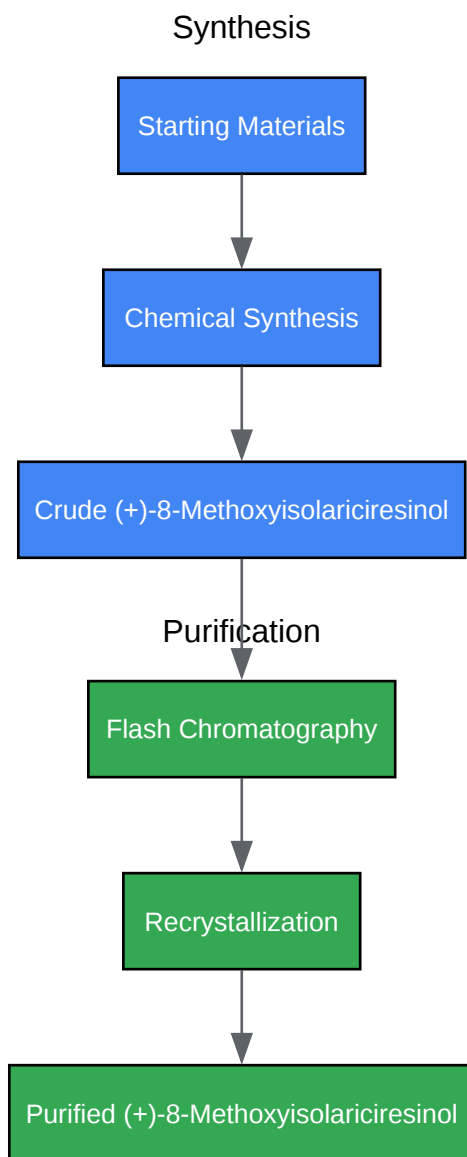 Synthesis
Starting Materials
Chemical Synthesis
Crude (+)-8-Methoxyisolariciresinol
Purification
Flash Chromatography
Recrystallization
Purified (+)-8-Methoxyisolariciresinol